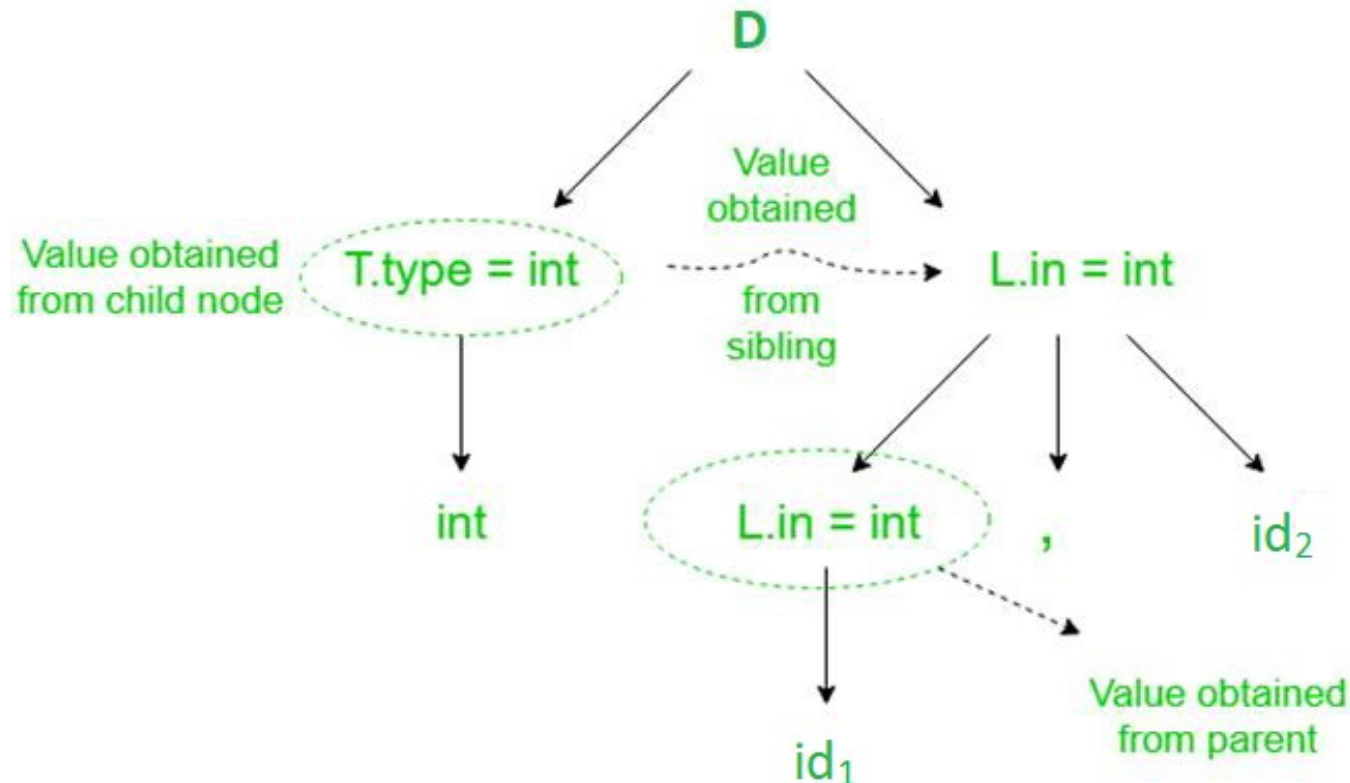 D
Value
obtained
from
sibling
Value obtained
from child node
T.type = int
L.in = int
int
L.in = int
,
id₂
id₁
Value obtained
from parent